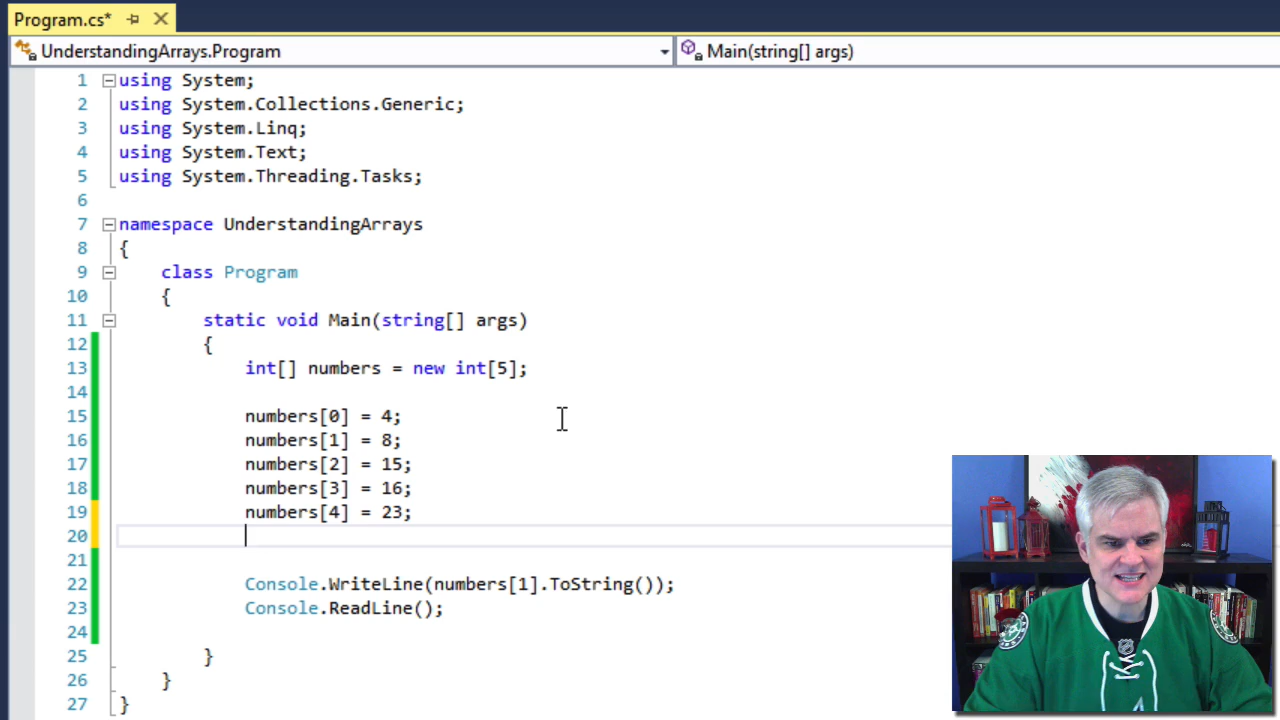 Program.cs*
UnderstandingArrays.Program
Main(string[] args)
1 using System;
2 using System.Collections.Generic;
3 using System.Linq;
4 using System.Text;
5 using System.Threading.Tasks;
6
7 namespace UnderstandingArrays
8 {
9 class Program
10 {
11 static void Main(string[] args)
12 {
13 int[] numbers = new int[5];
14
15 numbers[0] = 4;
16 numbers[1] = 8;
17 numbers[2] = 15;
18 numbers[3] = 16;
19 numbers[4] = 23;
20
21
22 Console.WriteLine(numbers[1].ToString());
23 Console.ReadLine();
24
25 }
26 }
27 }